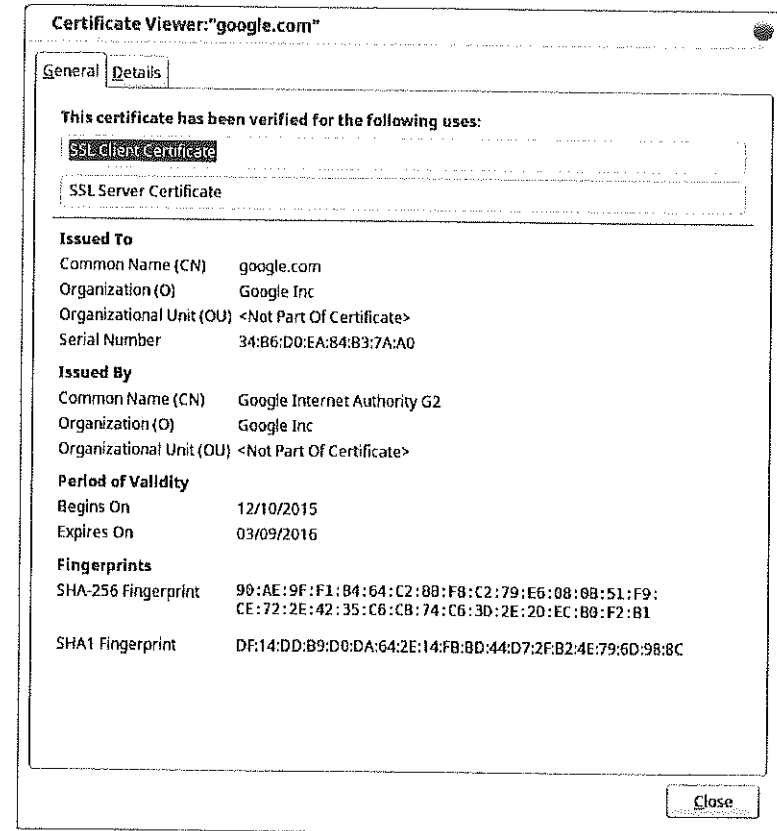 Certificate Viewer:"google.com"
General Details
This certificate has been verified for the following uses:
SSL Client Certificate
SSL Server Certificate
Issued To
Common Name (CN) google.com
Organization (O) Google Inc
Organizational Unit (OU) <Not Part Of Certificate>
Serial Number 34:B6:D0:EA:84:B3:7A:A0
Issued By
Common Name (CN) Google Internet Authority G2
Organization (O) Google Inc
Organizational Unit (OU) <Not Part Of Certificate>
Period of Validity
Begins On 12/10/2015
Expires On 03/09/2016
Fingerprints
SHA-256 Fingerprint 90:AE:9F:F1:B4:64:C2:8B:F8:C2:79:E6:08:0B:51:F9:
CE:72:2E:42:35:C6:CB:74:C6:3D:2E:20:EC:B0:F2:B1
SHA1 Fingerprint DF:14:DD:B9:D0:DA:64:2E:14:FB:BD:44:D7:2F:B2:4E:79:6D:98:8C
Close